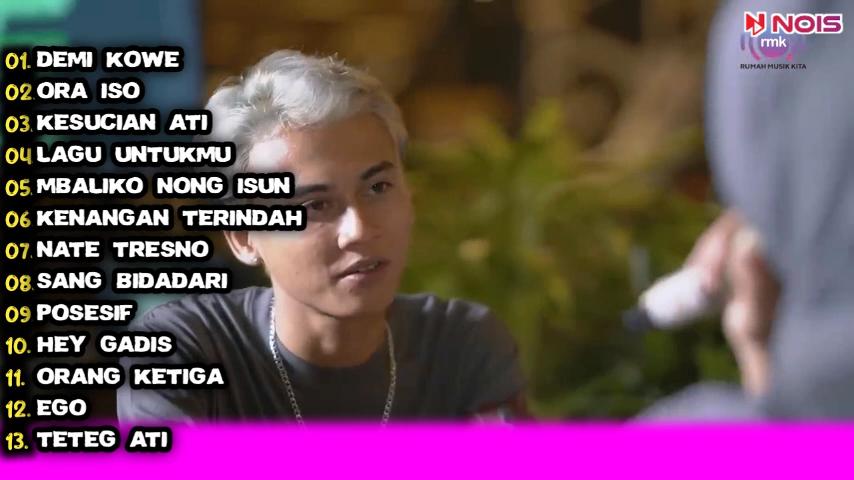 NOIS
rmk
RUMAH MUSIK KITA
01. DEMI KOWE
02. ORA ISO
03. KESUCIAN ATI
04. LAGU UNTUKMU
05. MBALIKO NONG ISUN
06. KENANGAN TERINDAH
07. NATE TRESNO
08. SANG BIDADARI
09. POSESIF
10. HEY GADIS
11. ORANG KETIGA
12. EGO
13. TETEG ATI